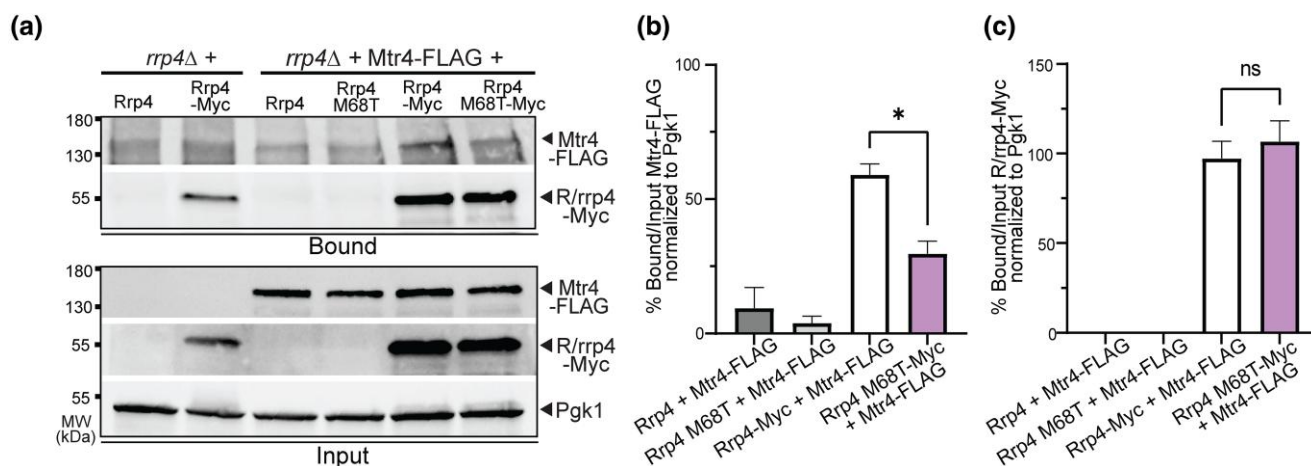 (a)
rrp4Δ +
rrp4Δ + Mtr4-FLAG +
Rrp4
Rrp4
-Myc
Rrp4
Rrp4
M68T
Rrp4
-Myc
Rrp4
M68T-Myc
180
130
Mtr4
-FLAG
55
R/rrp4
-Myc
Bound
180
130
Mtr4
-FLAG
55
R/rrp4
-Myc
55
Pgk1
MW
(kDa)
Input
(b)
% Bound/Input Mtr4-FLAG
normalized to Pgk1
100
50
0
*
Rrp4 + Mtr4-FLAG
Rrp4 M68T + Mtr4-FLAG
Rrp4-Myc + Mtr4-FLAG
Rrp4 M68T-Myc
+ Mtr4-FLAG
(c)
% Bound/Input R/rrp4-Myc
normalized to Pgk1
150
100
50
0
ns
Rrp4 + Mtr4-FLAG
Rrp4 M68T + Mtr4-FLAG
Rrp4-Myc + Mtr4-FLAG
Rrp4 M68T-Myc
+ Mtr4-FLAG